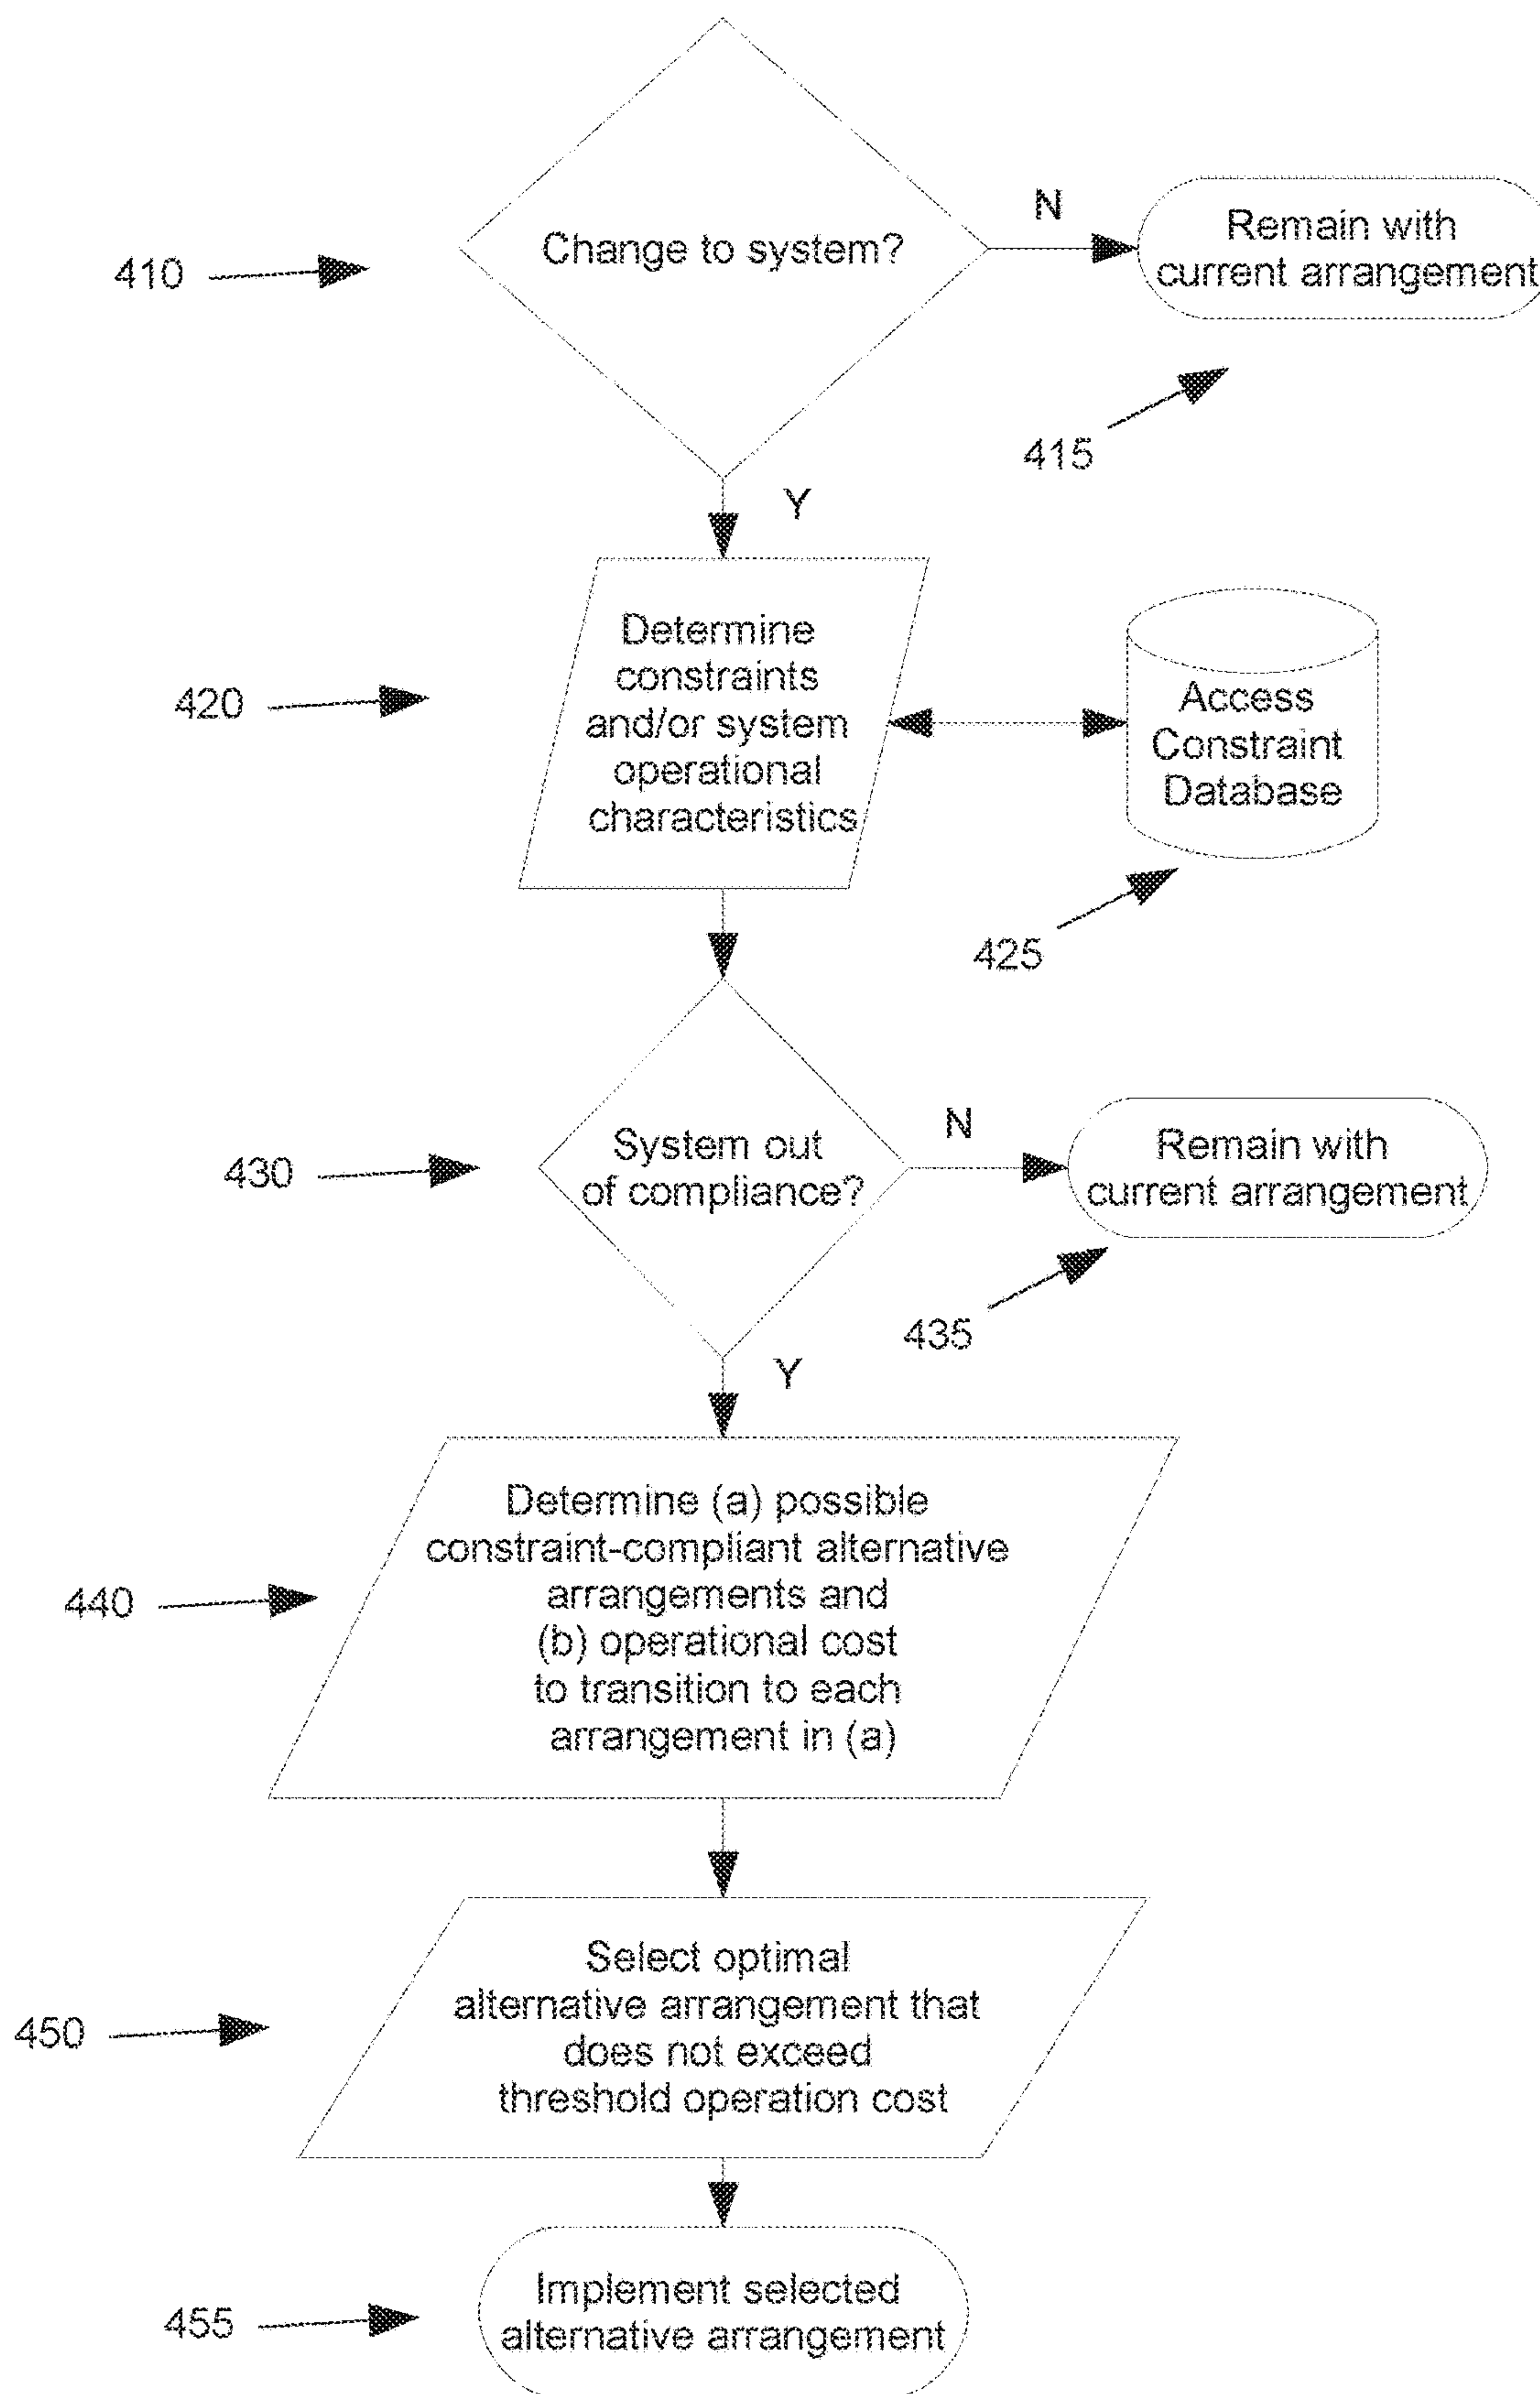 Change to system?
N
Remain with
current arrangement
410
415
Y
Determine
constraints
and/or system
operational
characteristics
Access
Constraint
Database
420
425
System out
of compliance?
N
Remain with
current arrangement
430
435
Y
Determine (a) possible
constraint-compliant alternative
arrangements and
(b) operational cost
to transition to each
arrangement in (a)
440
Select optimal
alternative arrangement that
does not exceed
threshold operation cost
450
Implement selected
alternative arrangement
455